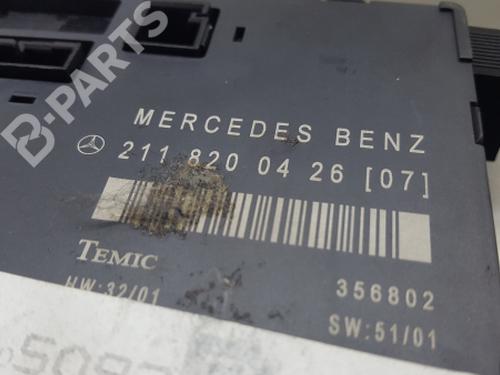 B-PARTS
MERCEDES BENZ
211 820 04 26 [07]
TEMIC
356802
HW:32/01
SW:51/01